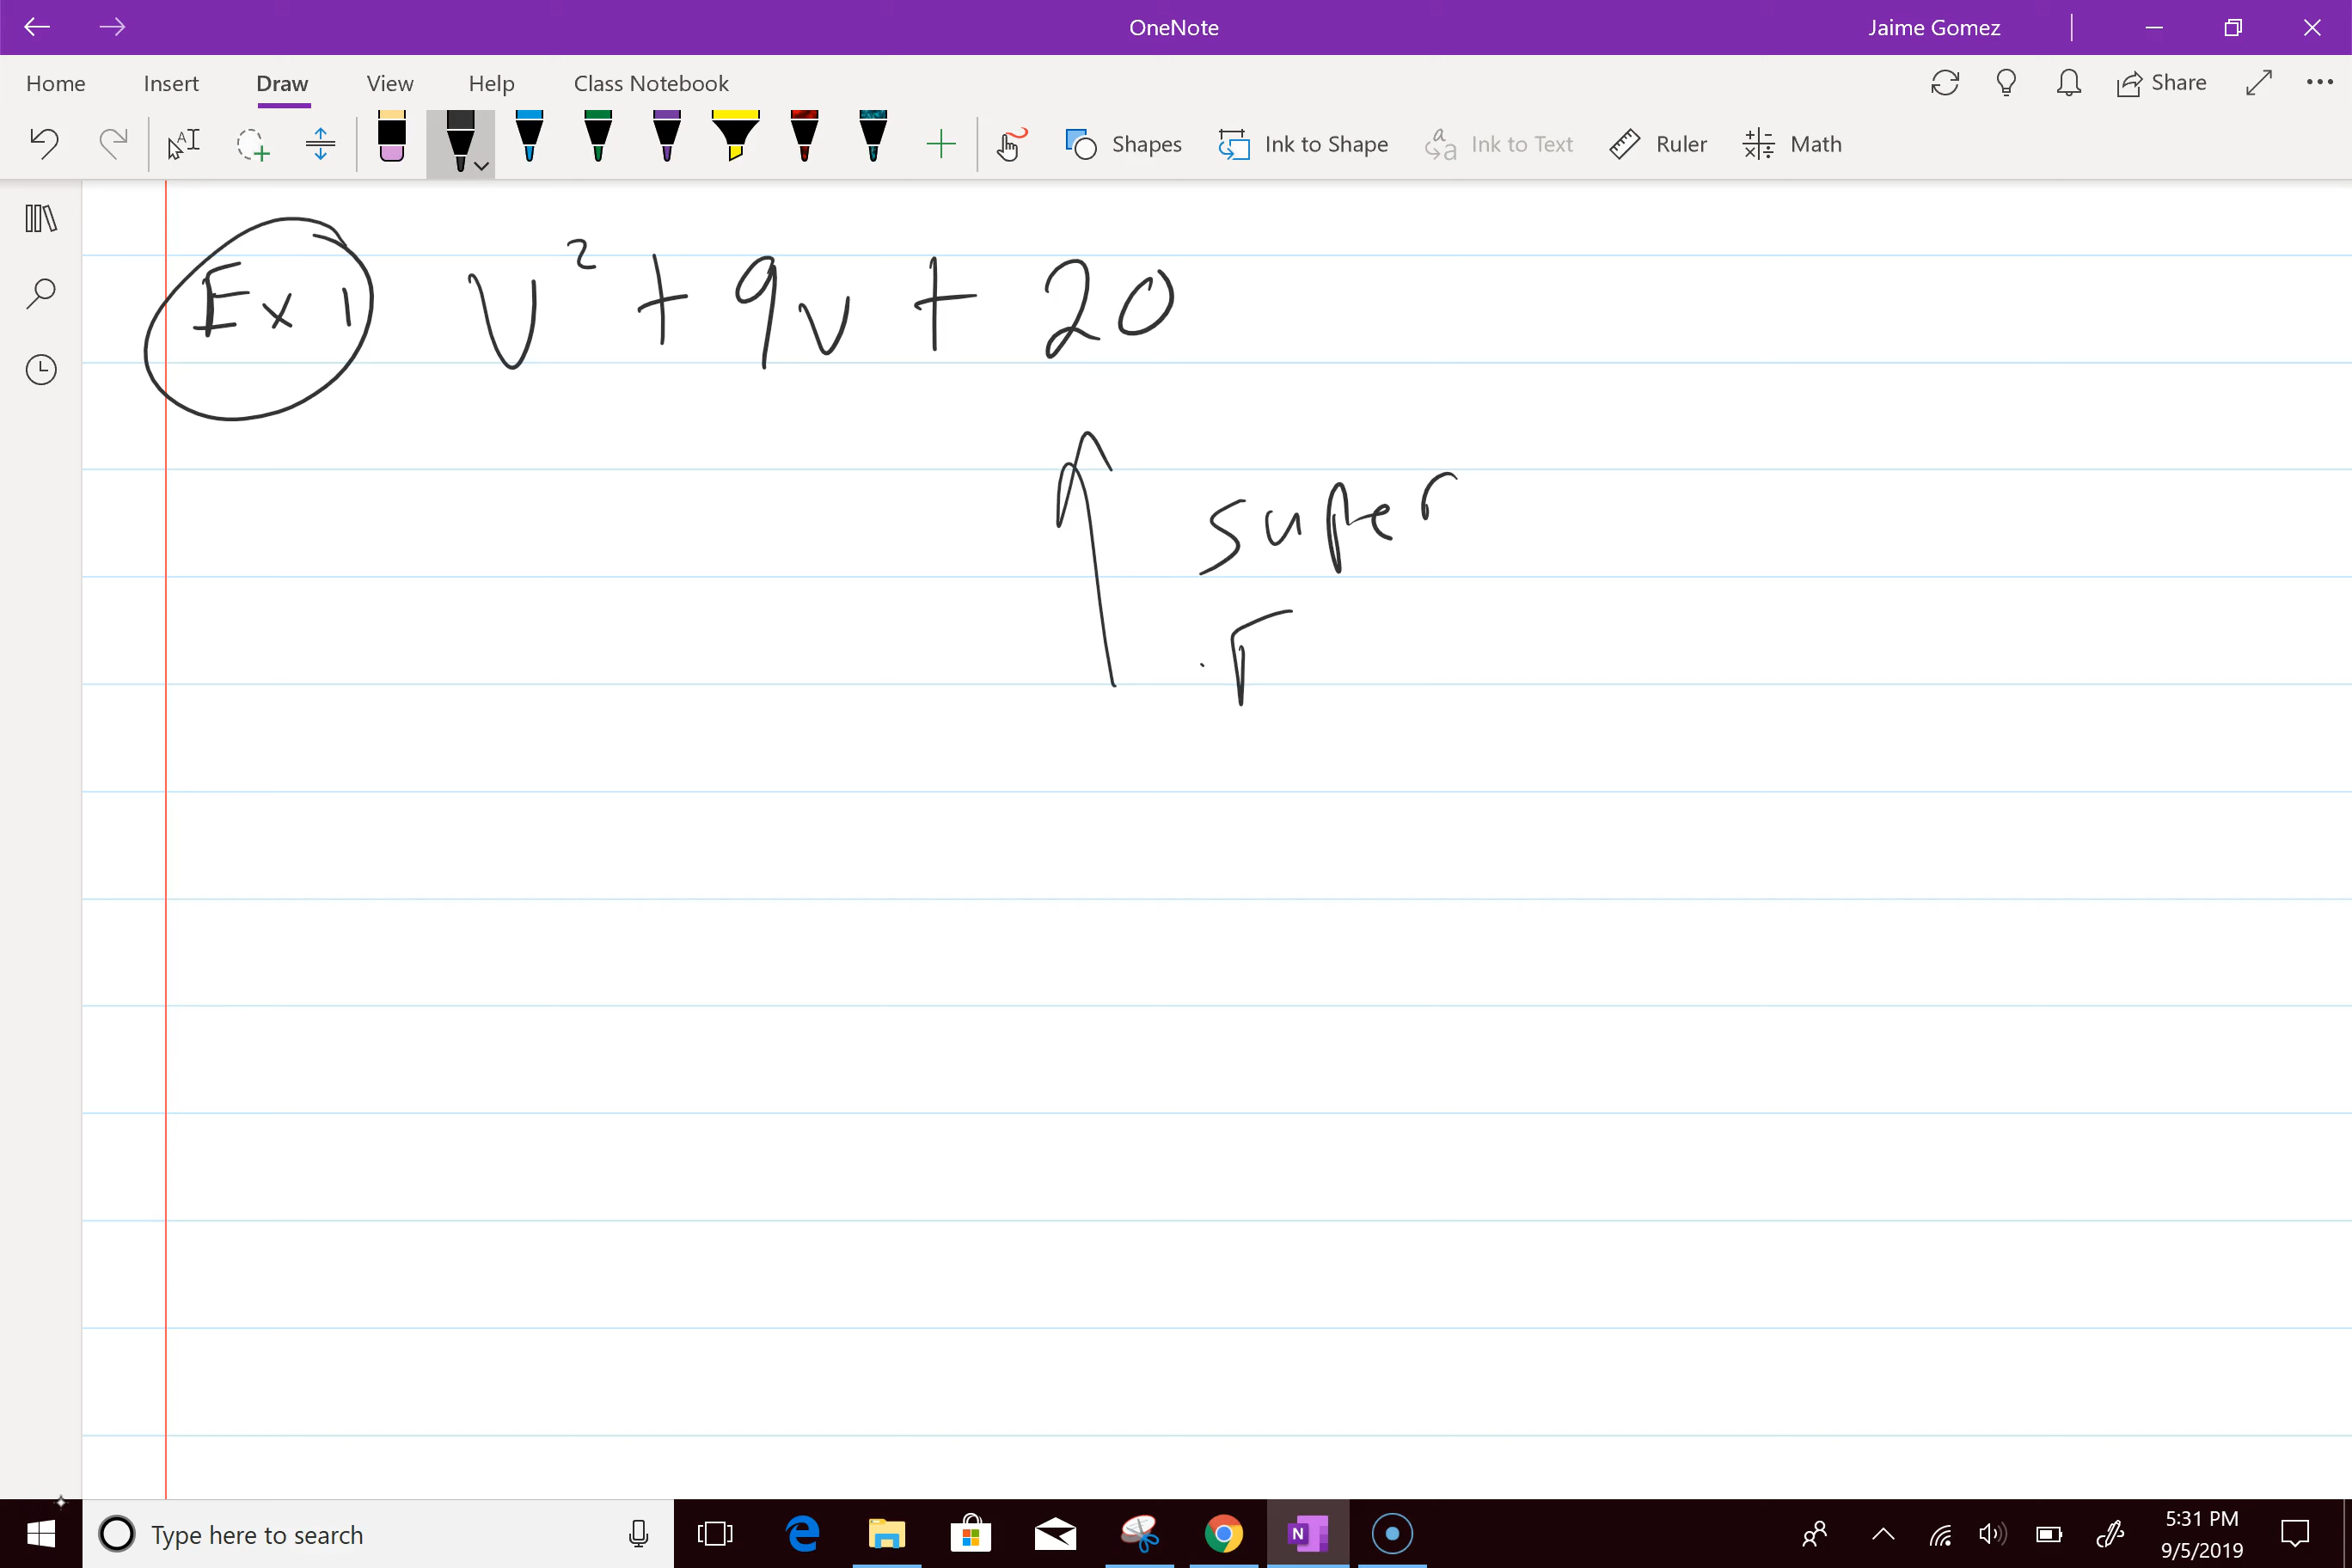 OneNote
Jaime Gomez
Home Insert Draw View Help Class Notebook Share
Shapes Ink to Shape Ink to Text Ruler Math
Ex 1 v² + 9v + 20
super
Type here to search
5:31 PM
9/5/2019